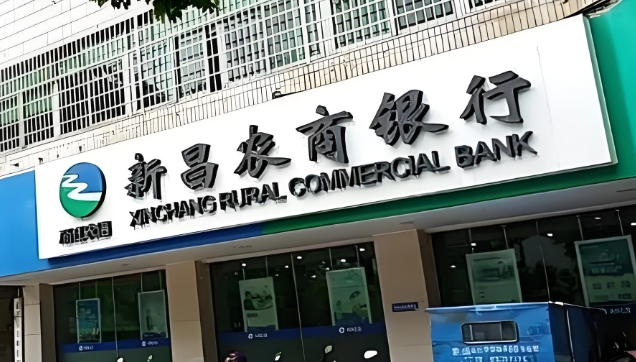 新昌农商银行
XINCHANG RURAL COMMERCIAL BANK